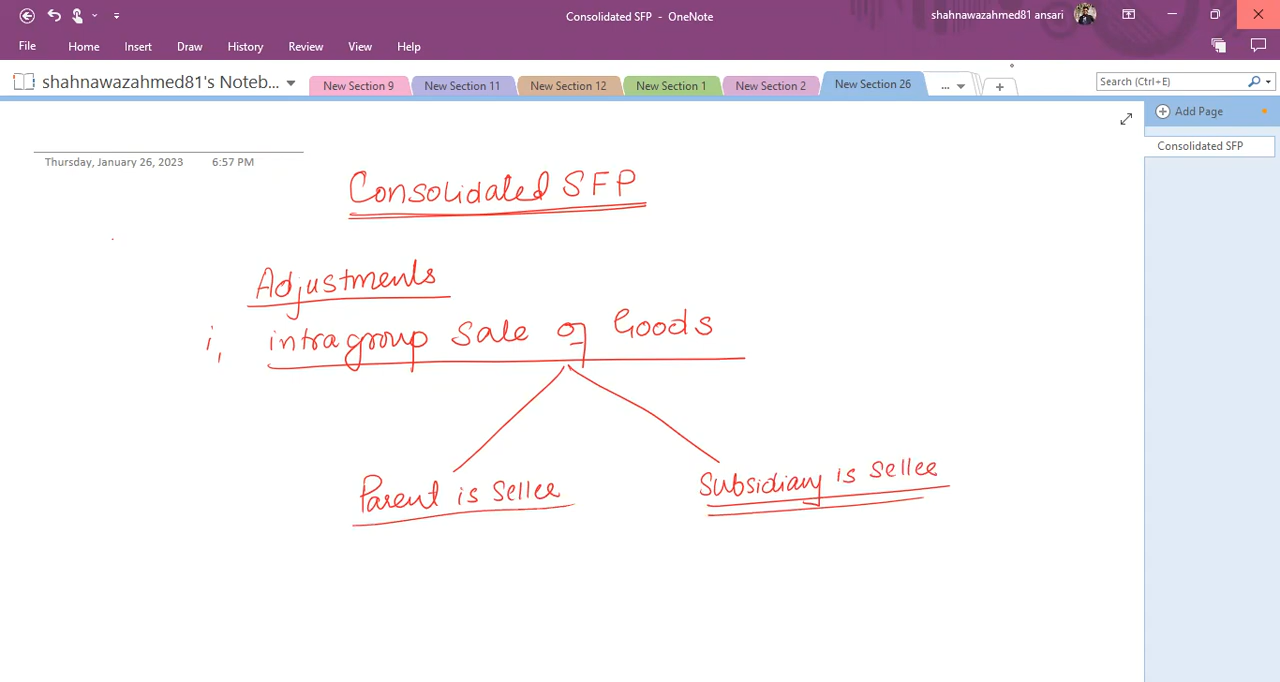 Consolidated SFP - OneNote
shahnawazahmed81 ansari
File Home Insert Draw History Review View Help
shahnawazahmed81's Noteb...
New Section 9 New Section 11 New Section 12 New Section 1 New Section 2 New Section 26 ...
Search (Ctrl+E)
Add Page
Consolidated SFP
Thursday, January 26, 2023 6:57 PM
Consolidated SFP
Adjustments
i, intragroup Sale of Goods
Parent is Seller
Subsidiary is Seller